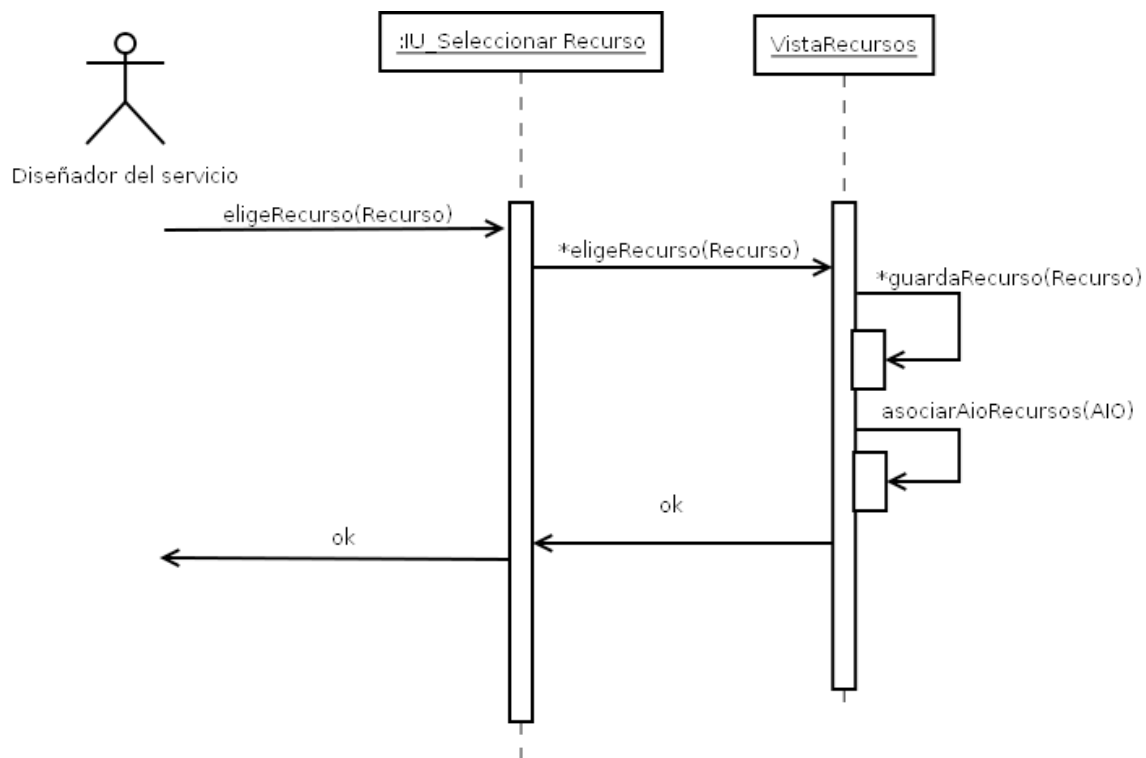 :IU_Seleccionar Recurso
VistaRecursos
Diseñador del servicio
eligeRecurso(Recurso)
*eligeRecurso(Recurso)
*guardaRecurso(Recurso)
asociarAioRecursos(AIO)
ok
ok